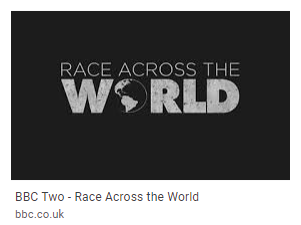 RACE ACROSS THE
WORLD
BBC Two - Race Across the World
bbc.co.uk